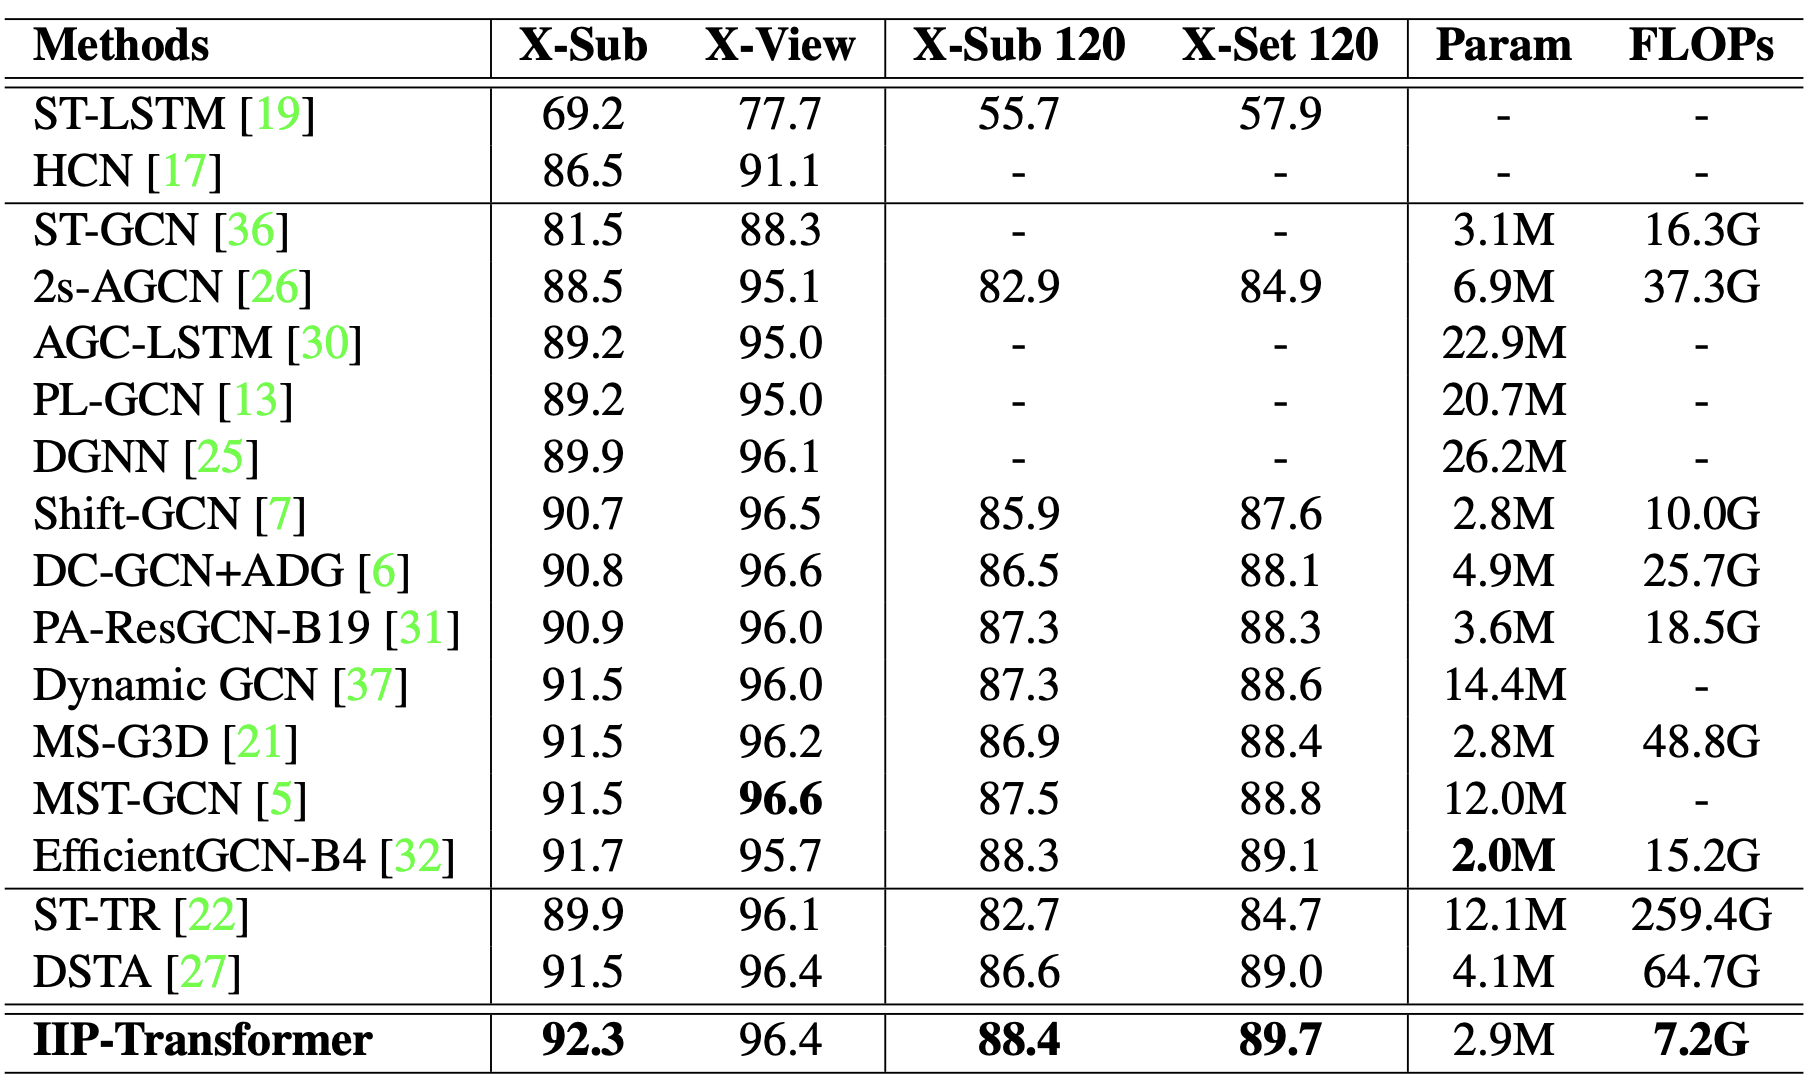 Methods X-Sub X-View X-Sub 120 X-Set 120 Param FLOPs
ST-LSTM [19] 69.2 77.7 55.7 57.9 - -
HCN [17] 86.5 91.1 - - - -
ST-GCN [36] 81.5 88.3 - - 3.1M 16.3G
2s-AGCN [26] 88.5 95.1 82.9 84.9 6.9M 37.3G
AGC-LSTM [30] 89.2 95.0 - - 22.9M -
PL-GCN [13] 89.2 95.0 - - 20.7M -
DGNN [25] 89.9 96.1 - - 26.2M -
Shift-GCN [7] 90.7 96.5 85.9 87.6 2.8M 10.0G
DC-GCN+ADG [6] 90.8 96.6 86.5 88.1 4.9M 25.7G
PA-ResGCN-B19 [31] 90.9 96.0 87.3 88.3 3.6M 18.5G
Dynamic GCN [37] 91.5 96.0 87.3 88.6 14.4M -
MS-G3D [21] 91.5 96.2 86.9 88.4 2.8M 48.8G
MST-GCN [5] 91.5 96.6 87.5 88.8 12.0M -
EfficientGCN-B4 [32] 91.7 95.7 88.3 89.1 2.0M 15.2G
ST-TR [22] 89.9 96.1 82.7 84.7 12.1M 259.4G
DSTA [27] 91.5 96.4 86.6 89.0 4.1M 64.7G
IIP-Transformer 92.3 96.4 88.4 89.7 2.9M 7.2G